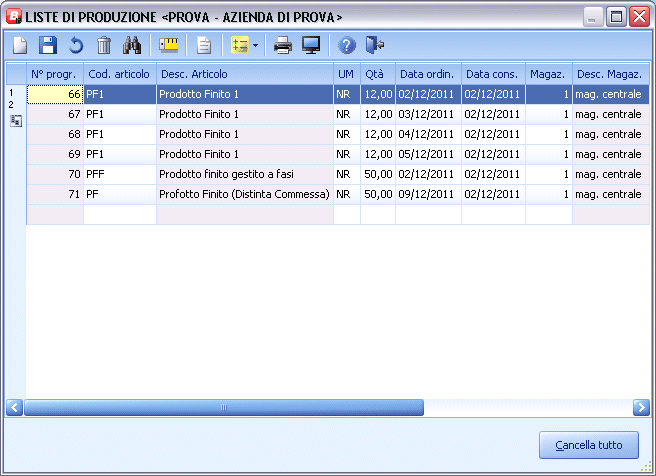 LISTE DI PRODUZIONE <PROVA - AZIENDA DI PROVA>
N° progr. Cod. articolo Desc. Articolo UM Qtà Data ordin. Data cons. Magaz. Desc. Magaz.
1
2
66 PF1 Prodotto Finito 1 NR 12,00 02/12/2011 02/12/2011 1 mag. centrale
67 PF1 Prodotto Finito 1 NR 12,00 03/12/2011 02/12/2011 1 mag. centrale
68 PF1 Prodotto Finito 1 NR 12,00 04/12/2011 02/12/2011 1 mag. centrale
69 PF1 Prodotto Finito 1 NR 12,00 05/12/2011 02/12/2011 1 mag. centrale
70 PFF Prodotto finito gestito a fasi NR 50,00 02/12/2011 02/12/2011 1 mag. centrale
71 PF Profotto Finito (Distinta Commessa) NR 50,00 09/12/2011 02/12/2011 1 mag. centrale
Cancella tutto